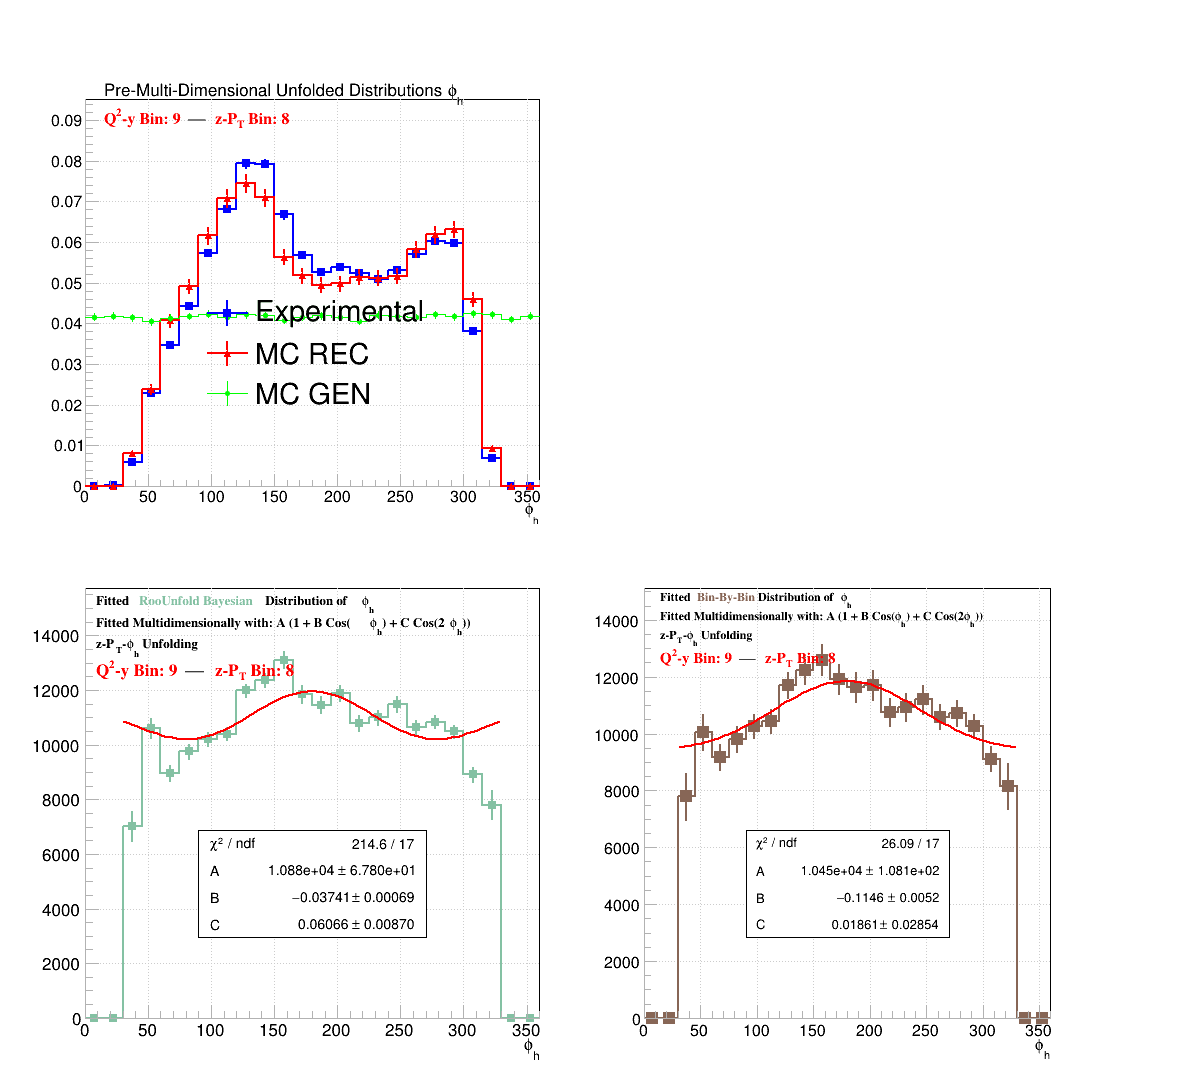 Pre-Multi-Dimensional Unfolded Distributions ϕh
Q²-y Bin: 9 — z-PT Bin: 8
0.09
0.08
0.07
0.06
0.05
0.04
0.03
0.02
0.01
0
Experimental
MC REC
MC GEN
0 50 100 150 200 250 300 350
ϕh
Fitted RooUnfold Bayesian Distribution of ϕh
Fitted Multidimensionally with: A (1 + B Cos( ϕh) + C Cos(2 ϕh))
z-PT-ϕh Unfolding
Q²-y Bin: 9 — z-PT Bin: 8
14000
12000
10000
8000
6000
4000
2000
0
χ² / ndf 214.6 / 17
A 1.088e+04 ± 6.780e+01
B −0.03741 ± 0.00069
C 0.06066 ± 0.00870
0 50 100 150 200 250 300 350
ϕh
Fitted Bin-By-Bin Distribution of ϕh
Fitted Multidimensionally with: A (1 + B Cos(ϕh) + C Cos(2ϕh))
z-PT-ϕh Unfolding
Q²-y Bin: 9 — z-PT Bin: 8
14000
12000
10000
8000
6000
4000
2000
0
χ² / ndf 26.09 / 17
A 1.045e+04 ± 1.081e+02
B −0.1146 ± 0.0052
C 0.01861 ± 0.02854
0 50 100 150 200 250 300 350
ϕh